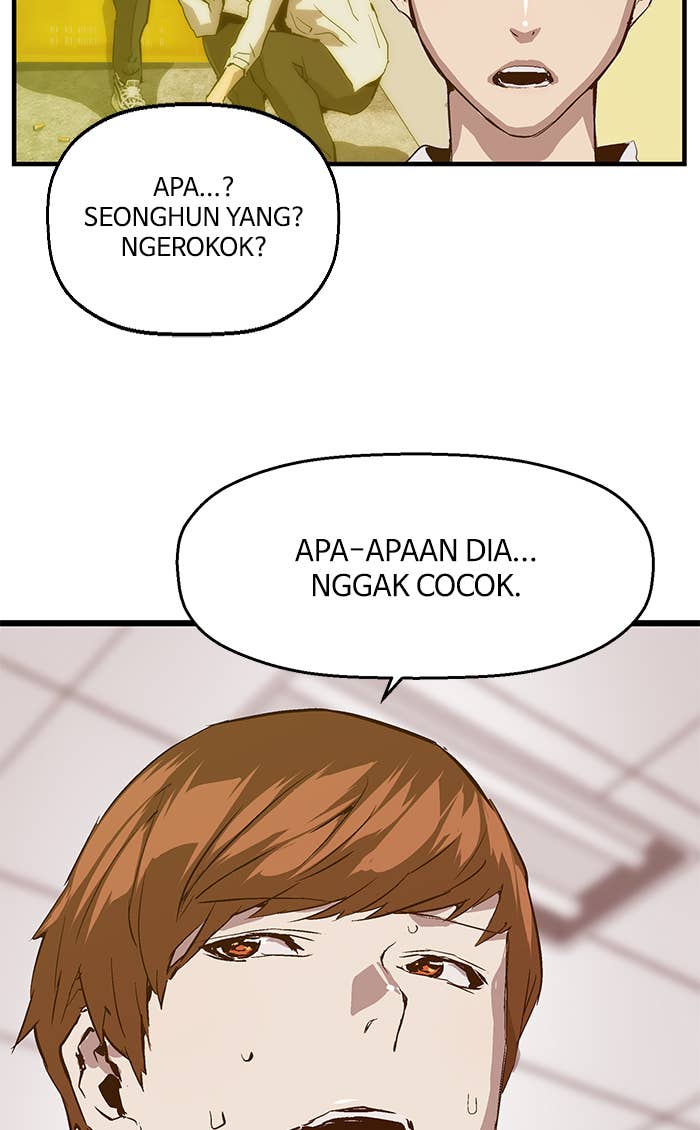 APA...?
SEONGHUN YANG?
NGEROKOK?
APA-APAAN DIA...
NGGAK COCOK.